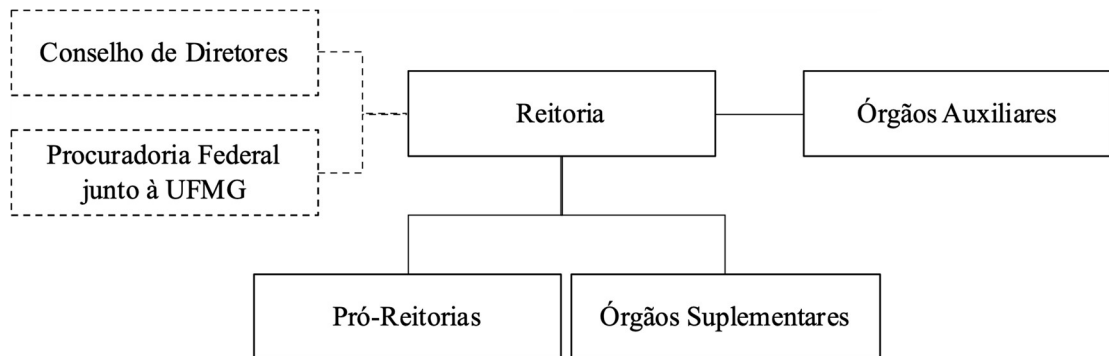 Conselho de Diretores
Procuradoria Federal
junto à UFMG
Reitoria
Órgãos Auxiliares
Pró-Reitorias
Órgãos Suplementares